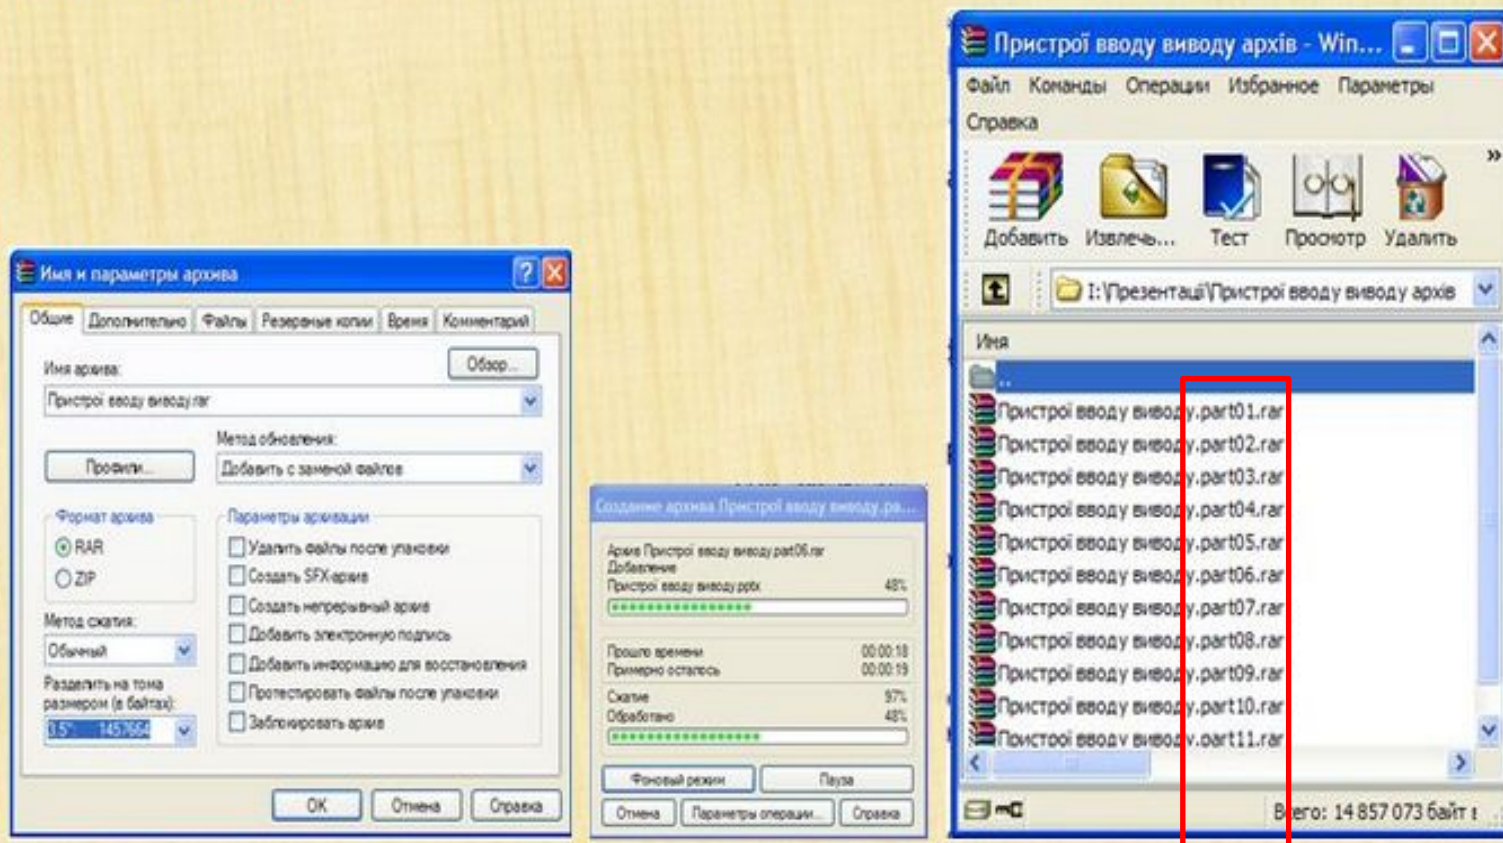 Имя и параметры архива
Общие Дополнительно Файлы Резервные копии Время Комментарий
Имя архива:
Обзор...
Пристрої вводу виводу.rar
Профили...
Метод обновления:
Добавить с заменой файлов
Формат архива
RAR
ZIP
Метод сжатия:
Обычный
Разделить на тома
размером (в байтах):
3.5": 1457664
Параметры архивации
Удалить файлы после упаковки
Создать SFX-архив
Создать непрерывный архив
Добавить электронную подпись
Добавить информацию для восстановления
Протестировать файлы после упаковки
Заблокировать архив
OK Отмена Справка
Создание архива Пристрої вводу виводу.pa...
Архив Пристрої вводу виводу.part06.rar
Добавление
Пристрої вводу виводу.pptx 48%
Прошло времени 00:00:18
Примерно осталось 00:00:19
Сжатие 97%
Обработано 48%
Фоновый режим Пауза
Отмена Параметры операции... Справка
Пристрої вводу виводу архів - Win...
Файл Команды Операции Избранное Параметры
Справка
Добавить Извлечь... Тест Просмотр Удалить
»
I:\Презентації\Пристрої вводу виводу архів
Имя
..
Пристрої вводу виводу.part01.rar
Пристрої вводу виводу.part02.rar
Пристрої вводу виводу.part03.rar
Пристрої вводу виводу.part04.rar
Пристрої вводу виводу.part05.rar
Пристрої вводу виводу.part06.rar
Пристрої вводу виводу.part07.rar
Пристрої вводу виводу.part08.rar
Пристрої вводу виводу.part09.rar
Пристрої вводу виводу.part10.rar
Пристрої вводу виводу.part11.rar
Всего: 14 857 073 байт в